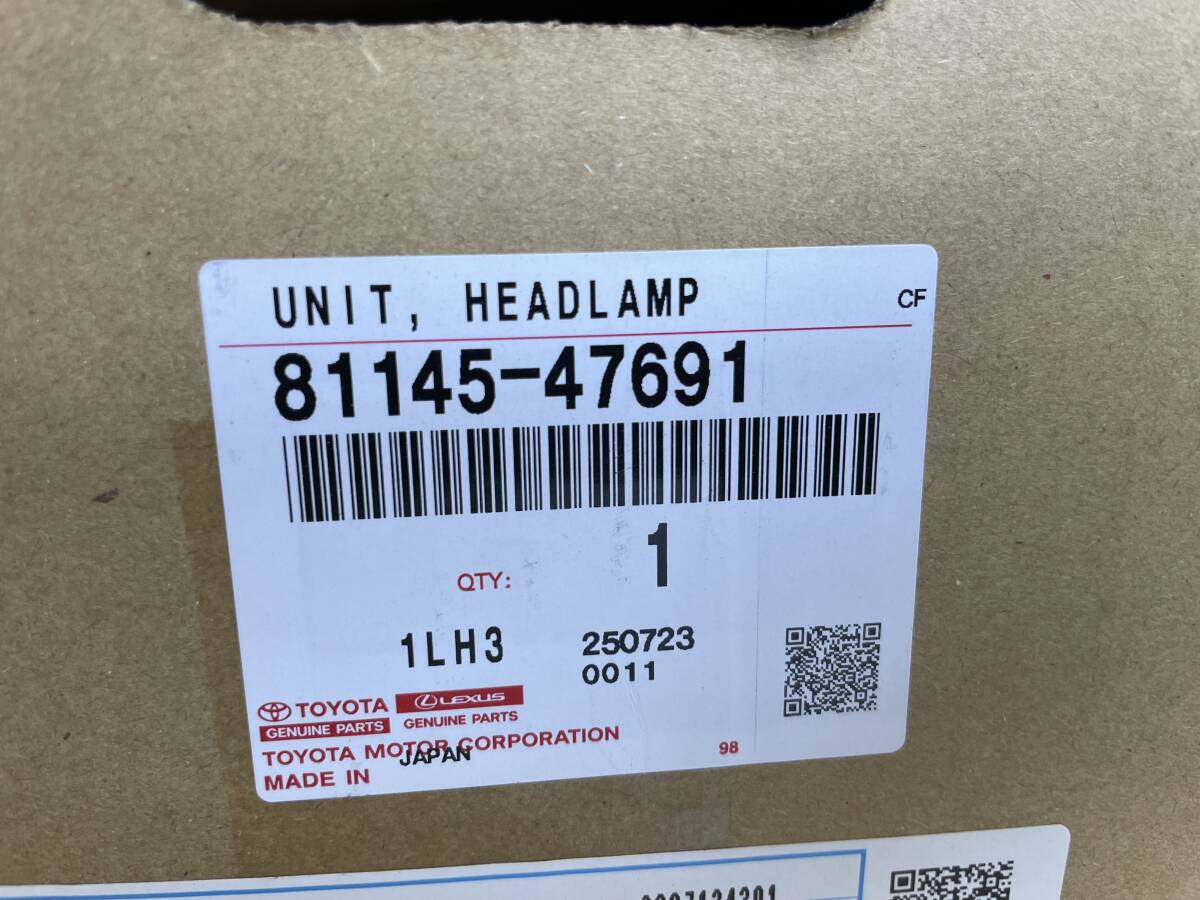 UNIT, HEADLAMP
CF
81145-47691
QTY: 1
1LH3
250723
0011
TOYOTA
GENUINE PARTS
LEXUS
GENUINE PARTS
TOYOTA MOTOR CORPORATION
MADE IN JAPAN
98